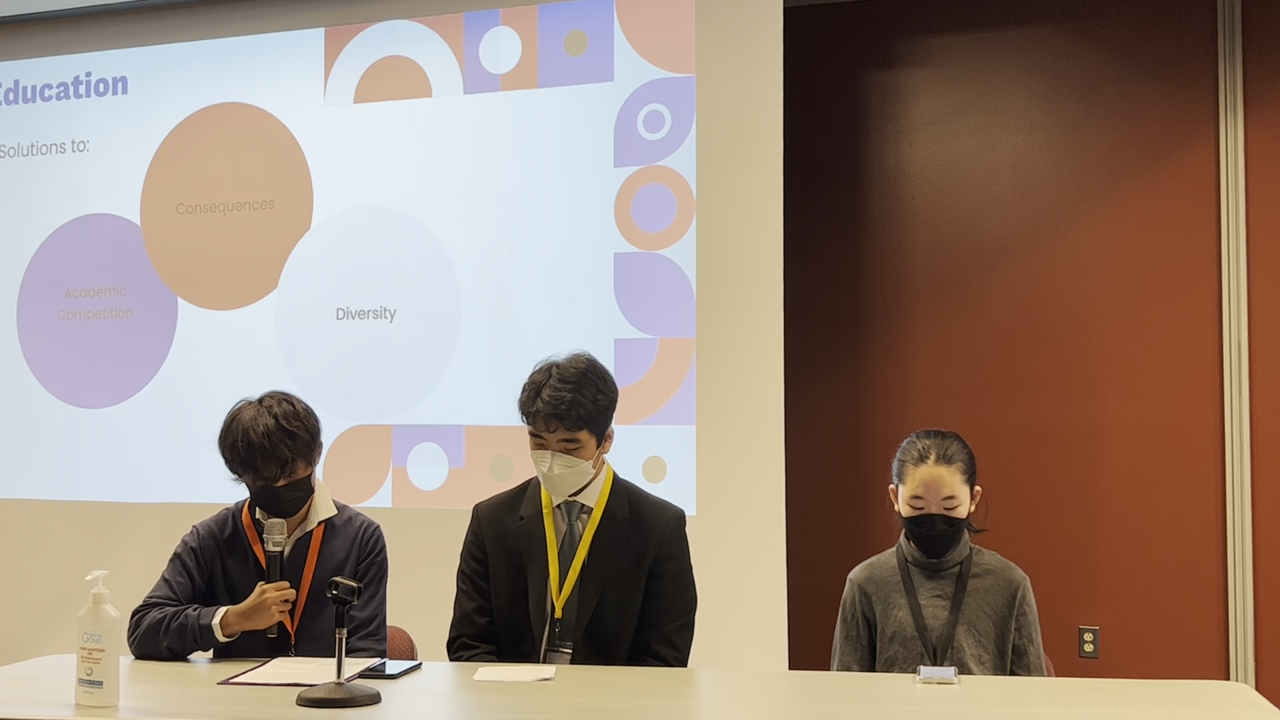 Education
Solutions to:
Consequences
Academic
Competition
Diversity